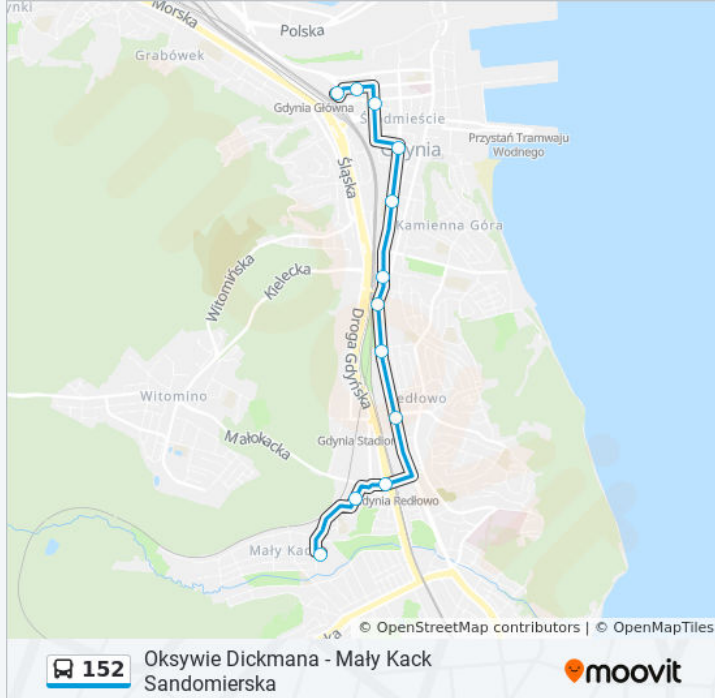 Morska
Polska
Grabówek
Gdynia Główna
Śródmieście
Gdynia
Przystań Tramwaju
Wodnego
Śląska
Kamienna Góra
Witomińska
Kielecka
Droga Gdyńska
Witomino
Redłowo
Małokacka
Gdynia Stadion
Gdynia Redłowo
Mały Kack
© OpenStreetMap contributors | © OpenMapTiles
152
Oksywie Dickmana - Mały Kack
Sandomierska
moovit